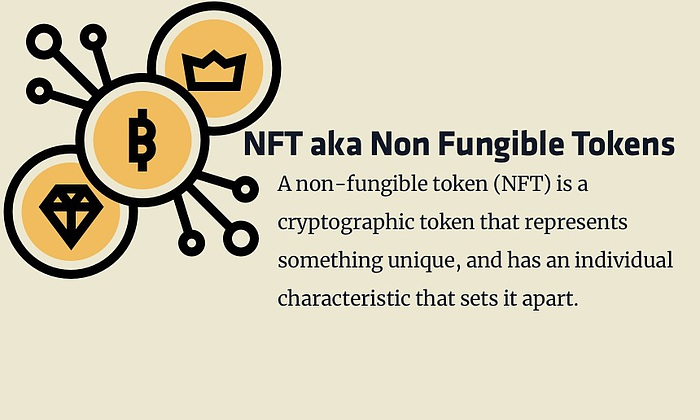 NFT aka Non Fungible Tokens
A non-fungible token (NFT) is a
cryptographic token that represents
something unique, and has an individual
characteristic that sets it apart.